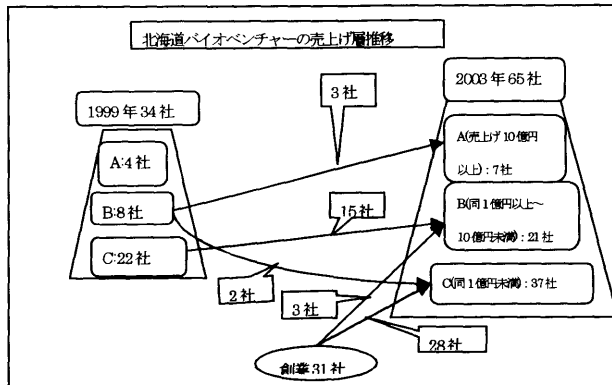 北海道バイオベンチャーの売上げ層推移
1999年34社
A:4社
B:8社
C:22社
3社
15社
2社
3社
28社
創業31社
2003年65社
A(売上げ10億円
以上):7社
B(同1億円以上~
10億円未満):21社
C(同1億円未満):37社